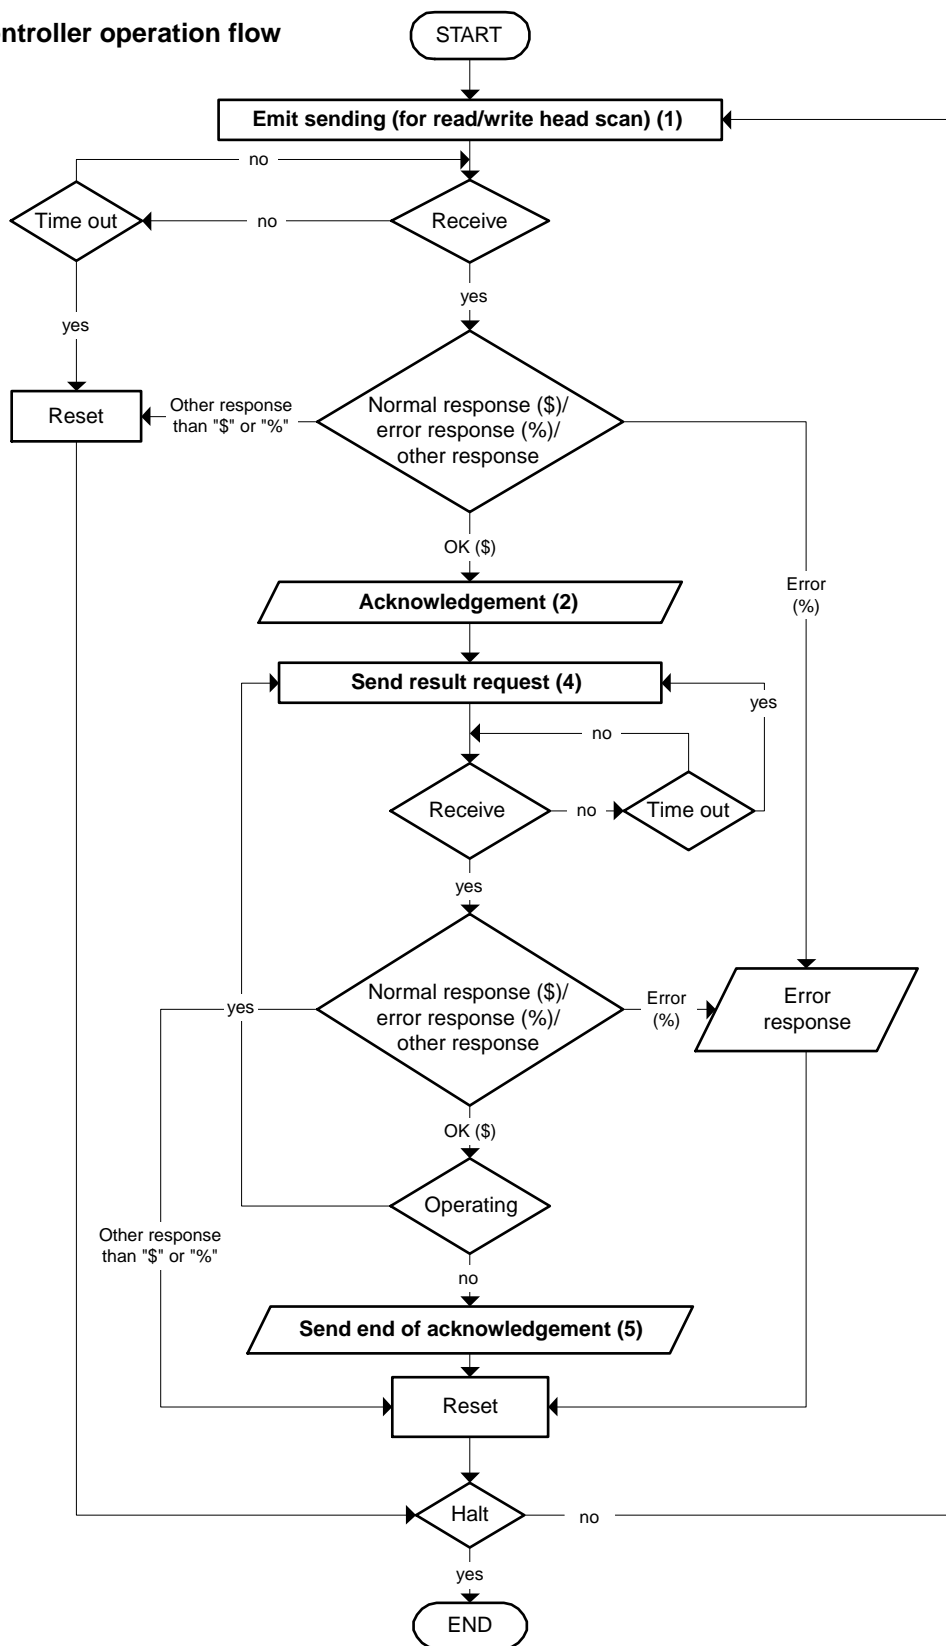 ntroller operation flow
START
Emit sending (for read/write head scan) (1)
no
Time out
no
Receive
yes
yes
Reset
Other response
than "$" or "%"
Normal response ($)/
error response (%)/
other response
OK ($)
Error
(%)
Acknowledgement (2)
Send result request (4)
yes
no
Receive
no
Time out
yes
yes
Normal response ($)/
error response (%)/
other response
Error
(%)
Error
response
OK ($)
Operating
Other response
than "$" or "%"
no
Send end of acknowledgement (5)
Reset
Halt
no
yes
END